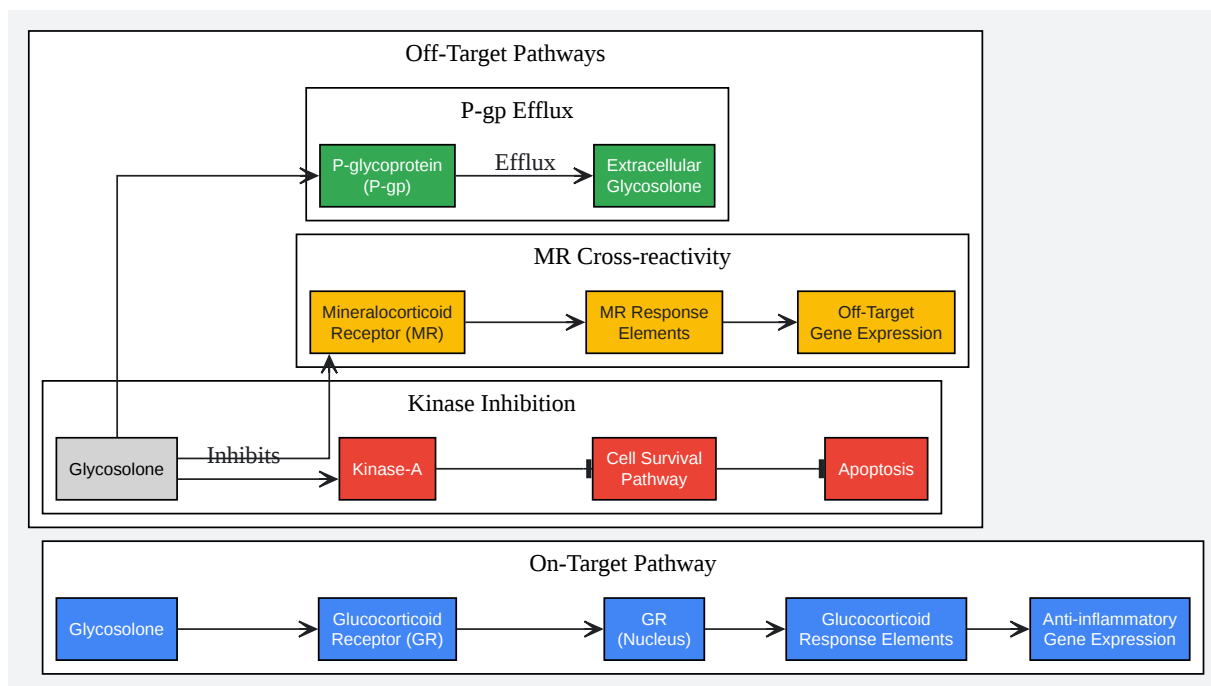 Off-Target Pathways
P-gp Efflux
P-glycoprotein
(P-gp)
Efflux
Extracellular
Glycosolone
MR Cross-reactivity
Mineralocorticoid
Receptor (MR)
MR Response
Elements
Off-Target
Gene Expression
Kinase Inhibition
Glycosolone
Inhibits
Kinase-A
Cell Survival
Pathway
Apoptosis
On-Target Pathway
Glycosolone
Glucocorticoid
Receptor (GR)
GR
(Nucleus)
Glucocorticoid
Response Elements
Anti-inflammatory
Gene Expression